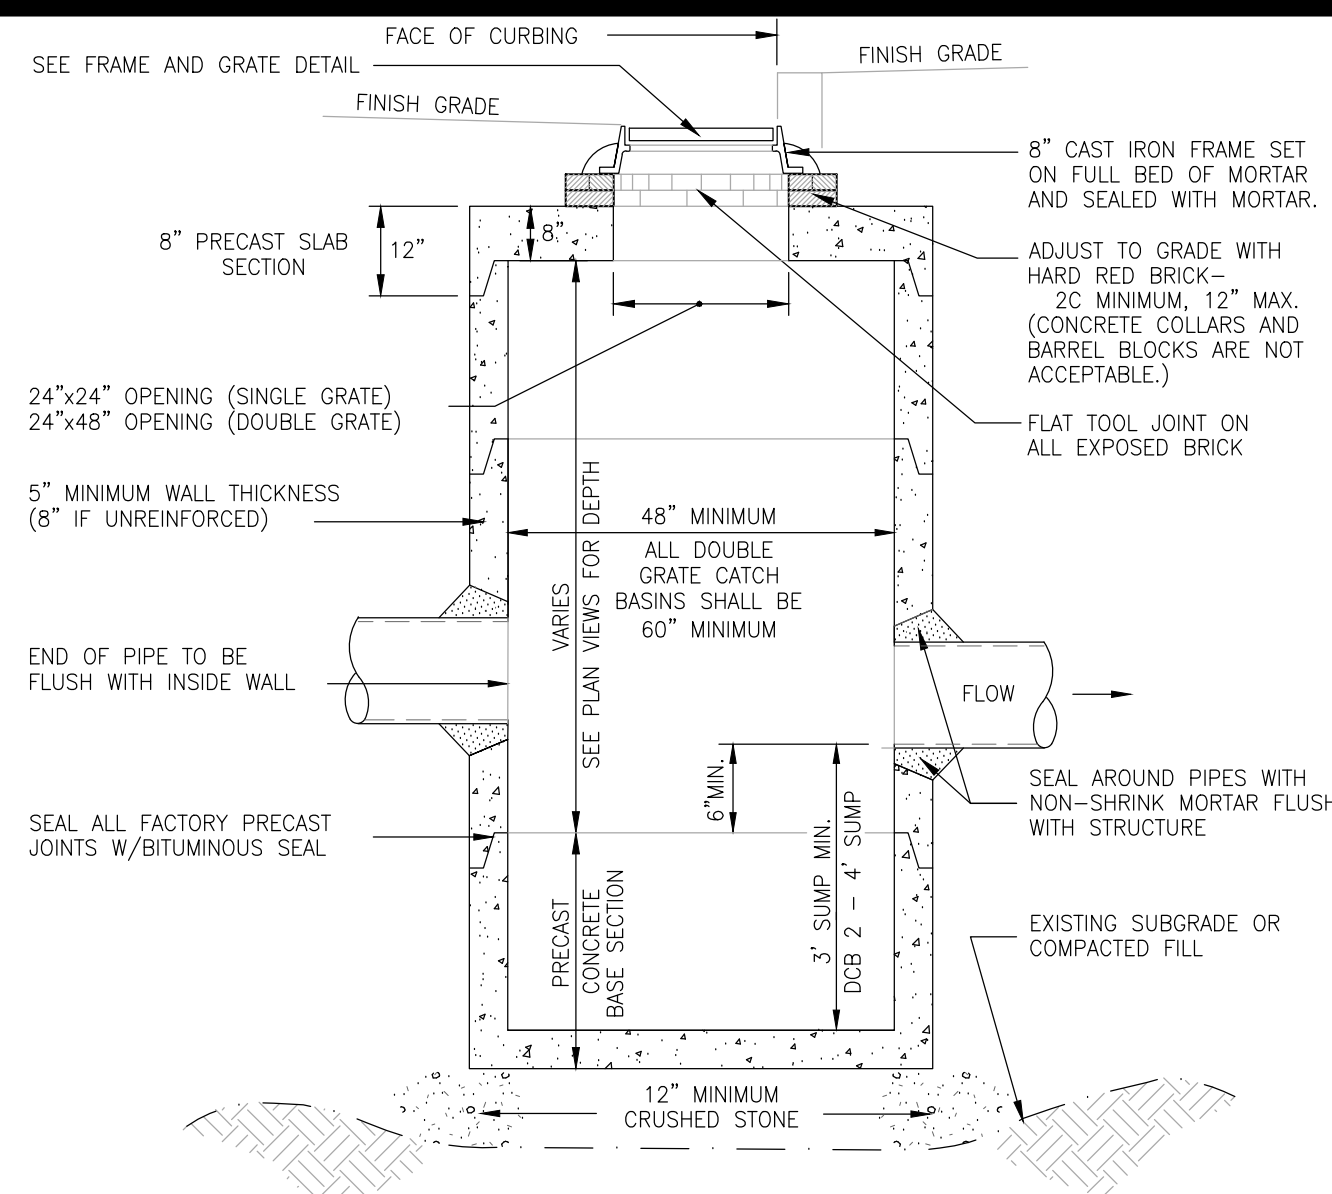 FACE OF CURBING
FINISH GRADE
SEE FRAME AND GRATE DETAIL
FINISH GRADE
8" CAST IRON FRAME SET
ON FULL BED OF MORTAR
AND SEALED WITH MORTAR.
8" PRECAST SLAB
SECTION
12"
8"
ADJUST TO GRADE WITH
HARD RED BRICK–
2C MINIMUM, 12" MAX.
(CONCRETE COLLARS AND
BARREL BLOCKS ARE NOT
ACCEPTABLE.)
24"x24" OPENING (SINGLE GRATE)
24"x48" OPENING (DOUBLE GRATE)
FLAT TOOL JOINT ON
ALL EXPOSED BRICK
5" MINIMUM WALL THICKNESS
(8" IF UNREINFORCED)
48" MINIMUM
ALL DOUBLE
GRATE CATCH
BASINS SHALL BE
60" MINIMUM
VARIES
SEE PLAN VIEWS FOR DEPTH
END OF PIPE TO BE
FLUSH WITH INSIDE WALL
FLOW
6"MIN.
SEAL AROUND PIPES WITH
NON–SHRINK MORTAR FLUSH
WITH STRUCTURE
SEAL ALL FACTORY PRECAST
JOINTS W/BITUMINOUS SEAL
3' SUMP MIN.
DCB 2 – 4' SUMP
PRECAST
CONCRETE
BASE SECTION
EXISTING SUBGRADE OR
COMPACTED FILL
12" MINIMUM
CRUSHED STONE